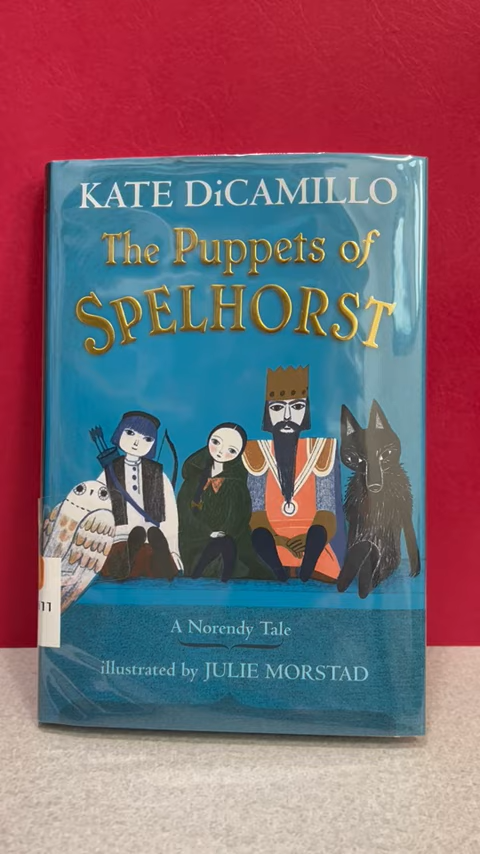 KATE DiCAMILLO
The Puppets of
SPELHORST
A Norendy Tale
illustrated by JULIE MORSTAD